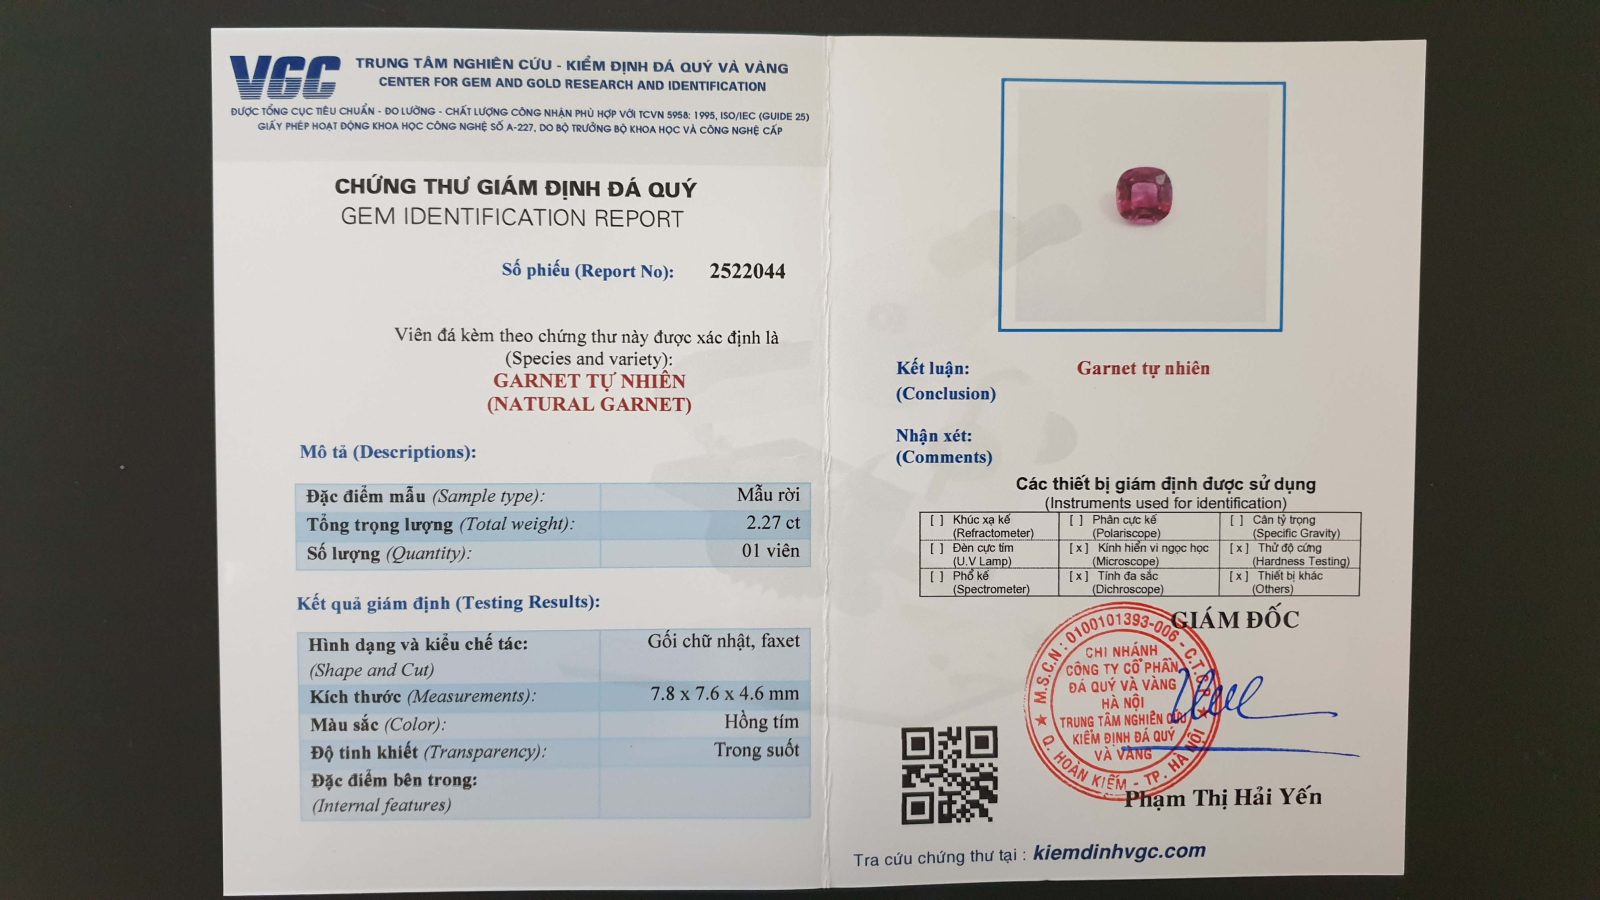 VGC
TRUNG TÂM NGHIÊN CỨU - KIỂM ĐỊNH ĐÁ QUÝ VÀ VÀNG
CENTER FOR GEM AND GOLD RESEARCH AND IDENTIFICATION
ĐƯỢC TỔNG CỤC TIÊU CHUẨN - ĐO LƯỜNG - CHẤT LƯỢNG CÔNG NHẬN PHÙ HỢP VỚI TCVN 5958: 1995, ISO/IEC (GUIDE 25)
GIẤY PHÉP HOẠT ĐỘNG KHOA HỌC CÔNG NGHỆ SỐ A-227, DO BỘ TRƯỞNG BỘ KHOA HỌC VÀ CÔNG NGHỆ CẤP
CHỨNG THƯ GIÁM ĐỊNH ĐÁ QUÝ
GEM IDENTIFICATION REPORT
Số phiếu (Report No): 2522044
Viên đá kèm theo chứng thư này được xác định là
(Species and variety):
GARNET TỰ NHIÊN
(NATURAL GARNET)
Mô tả (Descriptions):
Đặc điểm mẫu (Sample type): Mẫu rời
Tổng trọng lượng (Total weight): 2.27 ct
Số lượng (Quantity): 01 viên
Kết quả giám định (Testing Results):
Hình dạng và kiểu chế tác: Gối chữ nhật, faxet
(Shape and Cut)
Kích thước (Measurements): 7.8 x 7.6 x 4.6 mm
Màu sắc (Color): Hồng tím
Độ tinh khiết (Transparency): Trong suốt
Đặc điểm bên trong:
(Internal features)
Kết luận: Garnet tự nhiên
(Conclusion)
Nhận xét:
(Comments)
Các thiết bị giám định được sử dụng
(Instruments used for identification)
[ ] Khúc xạ kế [ ] Phân cực kế [ ] Cân tỷ trọng
(Refractometer) (Polariscope) (Specific Gravity)
[ ] Đèn cực tím [x] Kính hiển vi ngọc học [x] Thử độ cứng
(U.V Lamp) (Microscope) (Hardness Testing)
[ ] Phổ kế [x] Tính đa sắc [x] Thiết bị khác
(Spectrometer) (Dichroscope) (Others)
GIÁM ĐỐC
M.S.C.N: 0100101393-006 - C.T.C.P
CHI NHÁNH
CÔNG TY CỔ PHẦN
ĐÁ QUÝ VÀ VÀNG
HÀ NỘI
TRUNG TÂM NGHIÊN CỨU
KIỂM ĐỊNH ĐÁ QUÝ
VÀ VÀNG
Q. HOÀN KIẾM - TP. HÀ NỘI
Phạm Thị Hải Yến
Tra cứu chứng thư tại : kiemdinhvgc.com